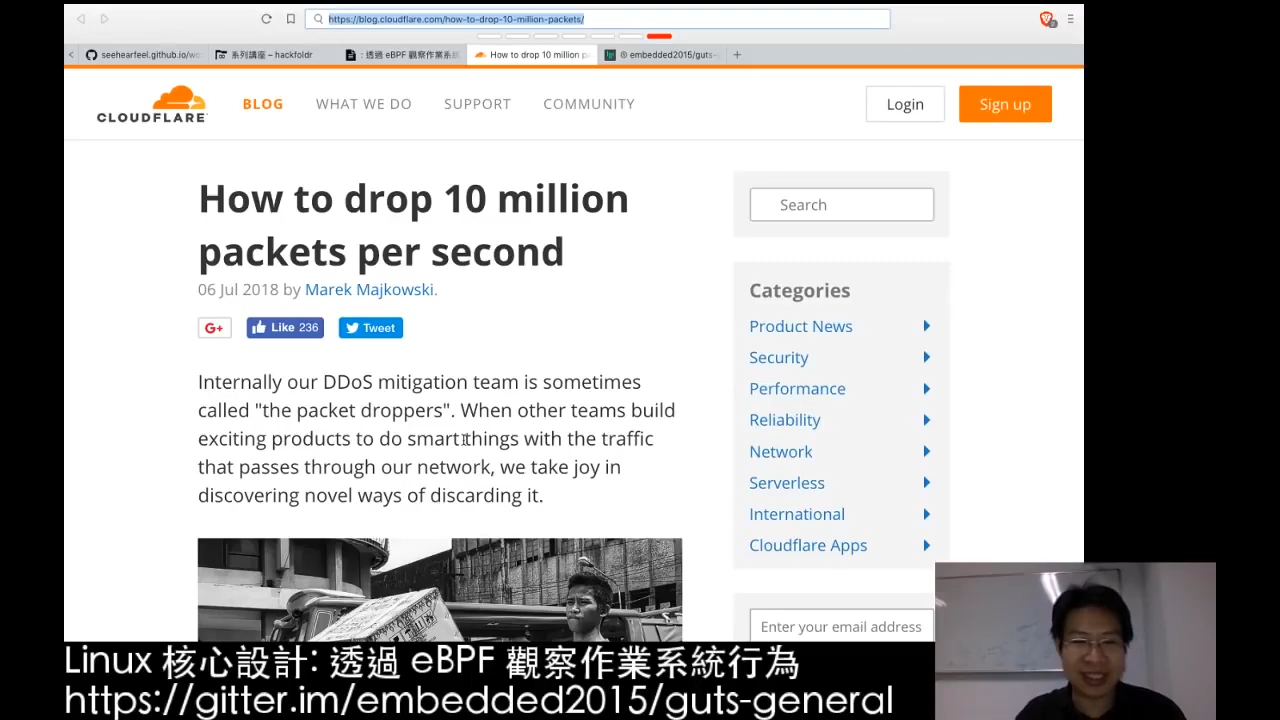 https://blog.cloudflare.com/how-to-drop-10-million-packets/
seehearfeel.github.io/wo
系列講座 – hackfoldr
: 透過 eBPF 觀察作業系統
How to drop 10 million p
embedded2015/guts-
CLOUDFLARE
BLOG
WHAT WE DO
SUPPORT
COMMUNITY
Login
Sign up
How to drop 10 million
packets per second
06 Jul 2018 by Marek Majkowski.
G+
Like 236
Tweet
Internally our DDoS mitigation team is sometimes
called "the packet droppers". When other teams build
exciting products to do smart things with the traffic
that passes through our network, we take joy in
discovering novel ways of discarding it.
Search
Categories
Product News
Security
Performance
Reliability
Network
Serverless
International
Cloudflare Apps
Enter your email address
Linux 核心設計: 透過 eBPF 觀察作業系統行為
https://gitter.im/embedded2015/guts-general